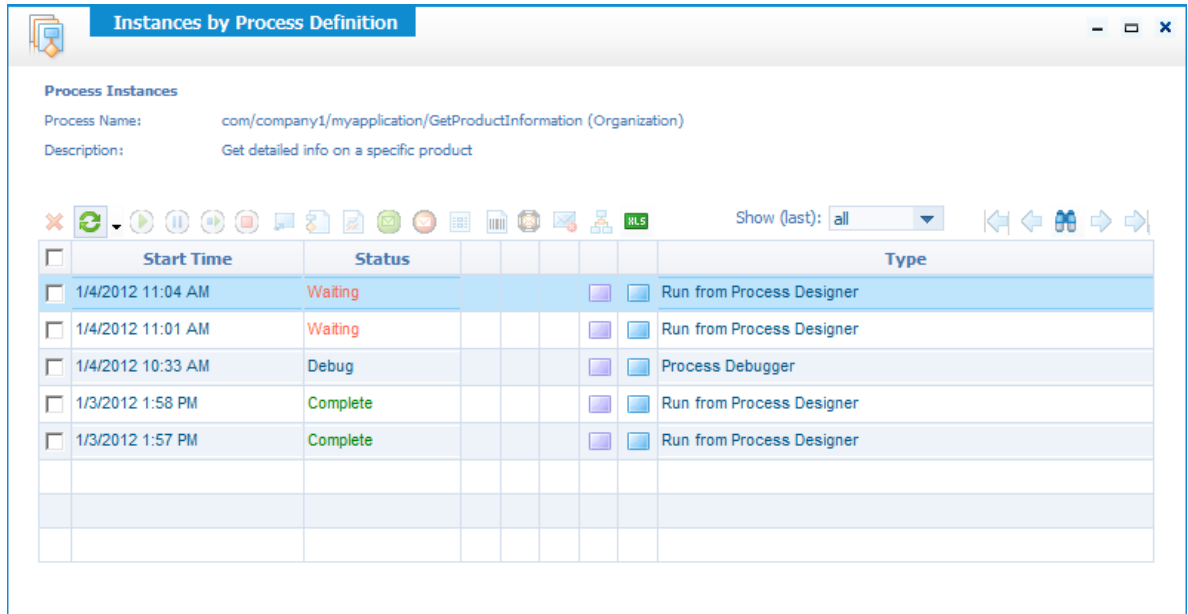 Instances by Process Definition
Process Instances
Process Name: com/company1/myapplication/GetProductInformation (Organization)
Description: Get detailed info on a specific product
XLS Show (last): all
Start Time Status Type
1/4/2012 11:04 AM Waiting Run from Process Designer
1/4/2012 11:01 AM Waiting Run from Process Designer
1/4/2012 10:33 AM Debug Process Debugger
1/3/2012 1:58 PM Complete Run from Process Designer
1/3/2012 1:57 PM Complete Run from Process Designer